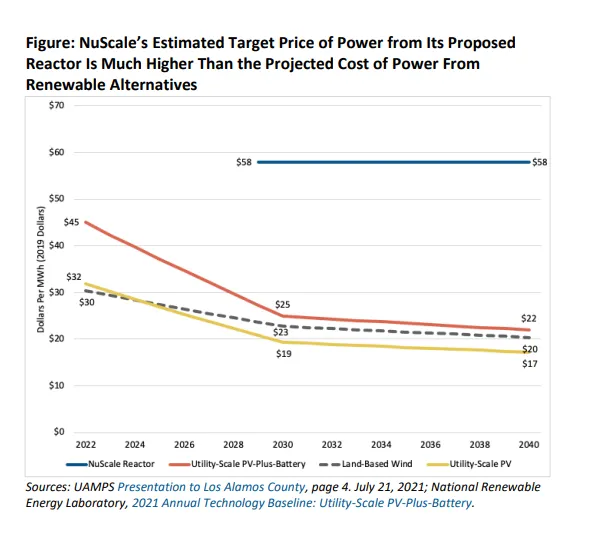 Figure: NuScale’s Estimated Target Price of Power from Its Proposed
Reactor Is Much Higher Than the Projected Cost of Power From
Renewable Alternatives
$70
$60
$58
$58
$50
$45
$40
$32
$30
$30
$25
$22
$23
$20
$20
$19
$17
$10
$0
Dollars Per MWh (2019 Dollars)
2022 2024 2026 2028 2030 2032 2034 2036 2038 2040
NuScale Reactor Utility-Scale PV-Plus-Battery Land-Based Wind Utility-Scale PV
Sources: UAMPS Presentation to Los Alamos County, page 4. July 21, 2021; National Renewable
Energy Laboratory, 2021 Annual Technology Baseline: Utility-Scale PV-Plus-Battery.